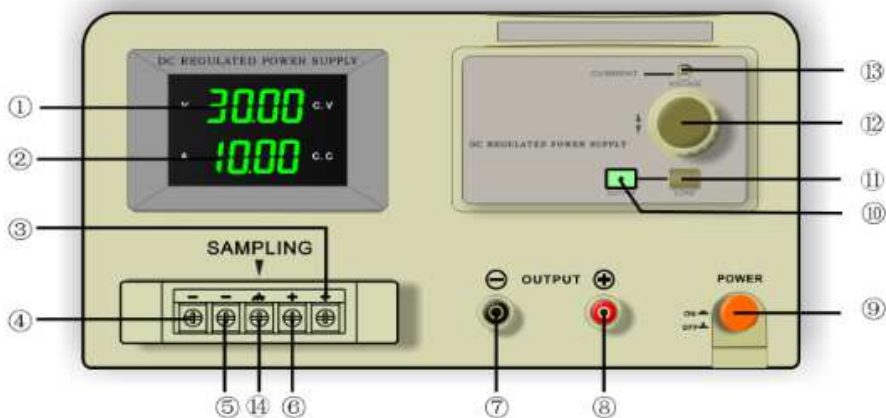 DC REGULATED POWER SUPPLY
①
V
30.00
C.V
②
A
10.00
C.C
③
SAMPLING
- - + +
④
⑤
⑭
⑥
CURRENT
VOLTAGE
⑬
⑫
DC REGULATED POWER SUPPLY
⑪
⑩
⊖ OUTPUT ⊕
POWER
ON
OFF
⑨
⑦
⑧